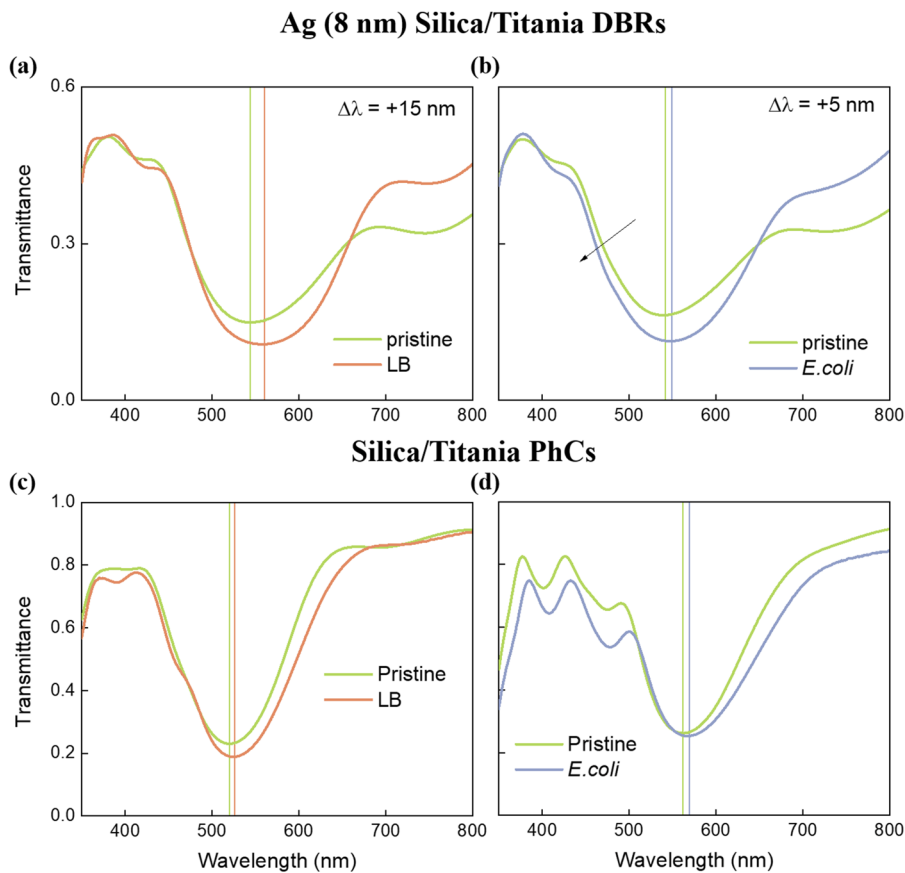 Ag (8 nm) Silica/Titania DBRs
(a)
(b)
0.6
0.3
0.0
Transmittance
Δλ = +15 nm
pristine
LB
400 500 600 700 800
Δλ = +5 nm
pristine
E.coli
400 500 600 700 800
Silica/Titania PhCs
(c)
(d)
1.0
0.8
0.6
0.4
0.2
0.0
Transmittance
Pristine
LB
400 500 600 700 800
Wavelength (nm)
Pristine
E.coli
400 500 600 700 800
Wavelength (nm)